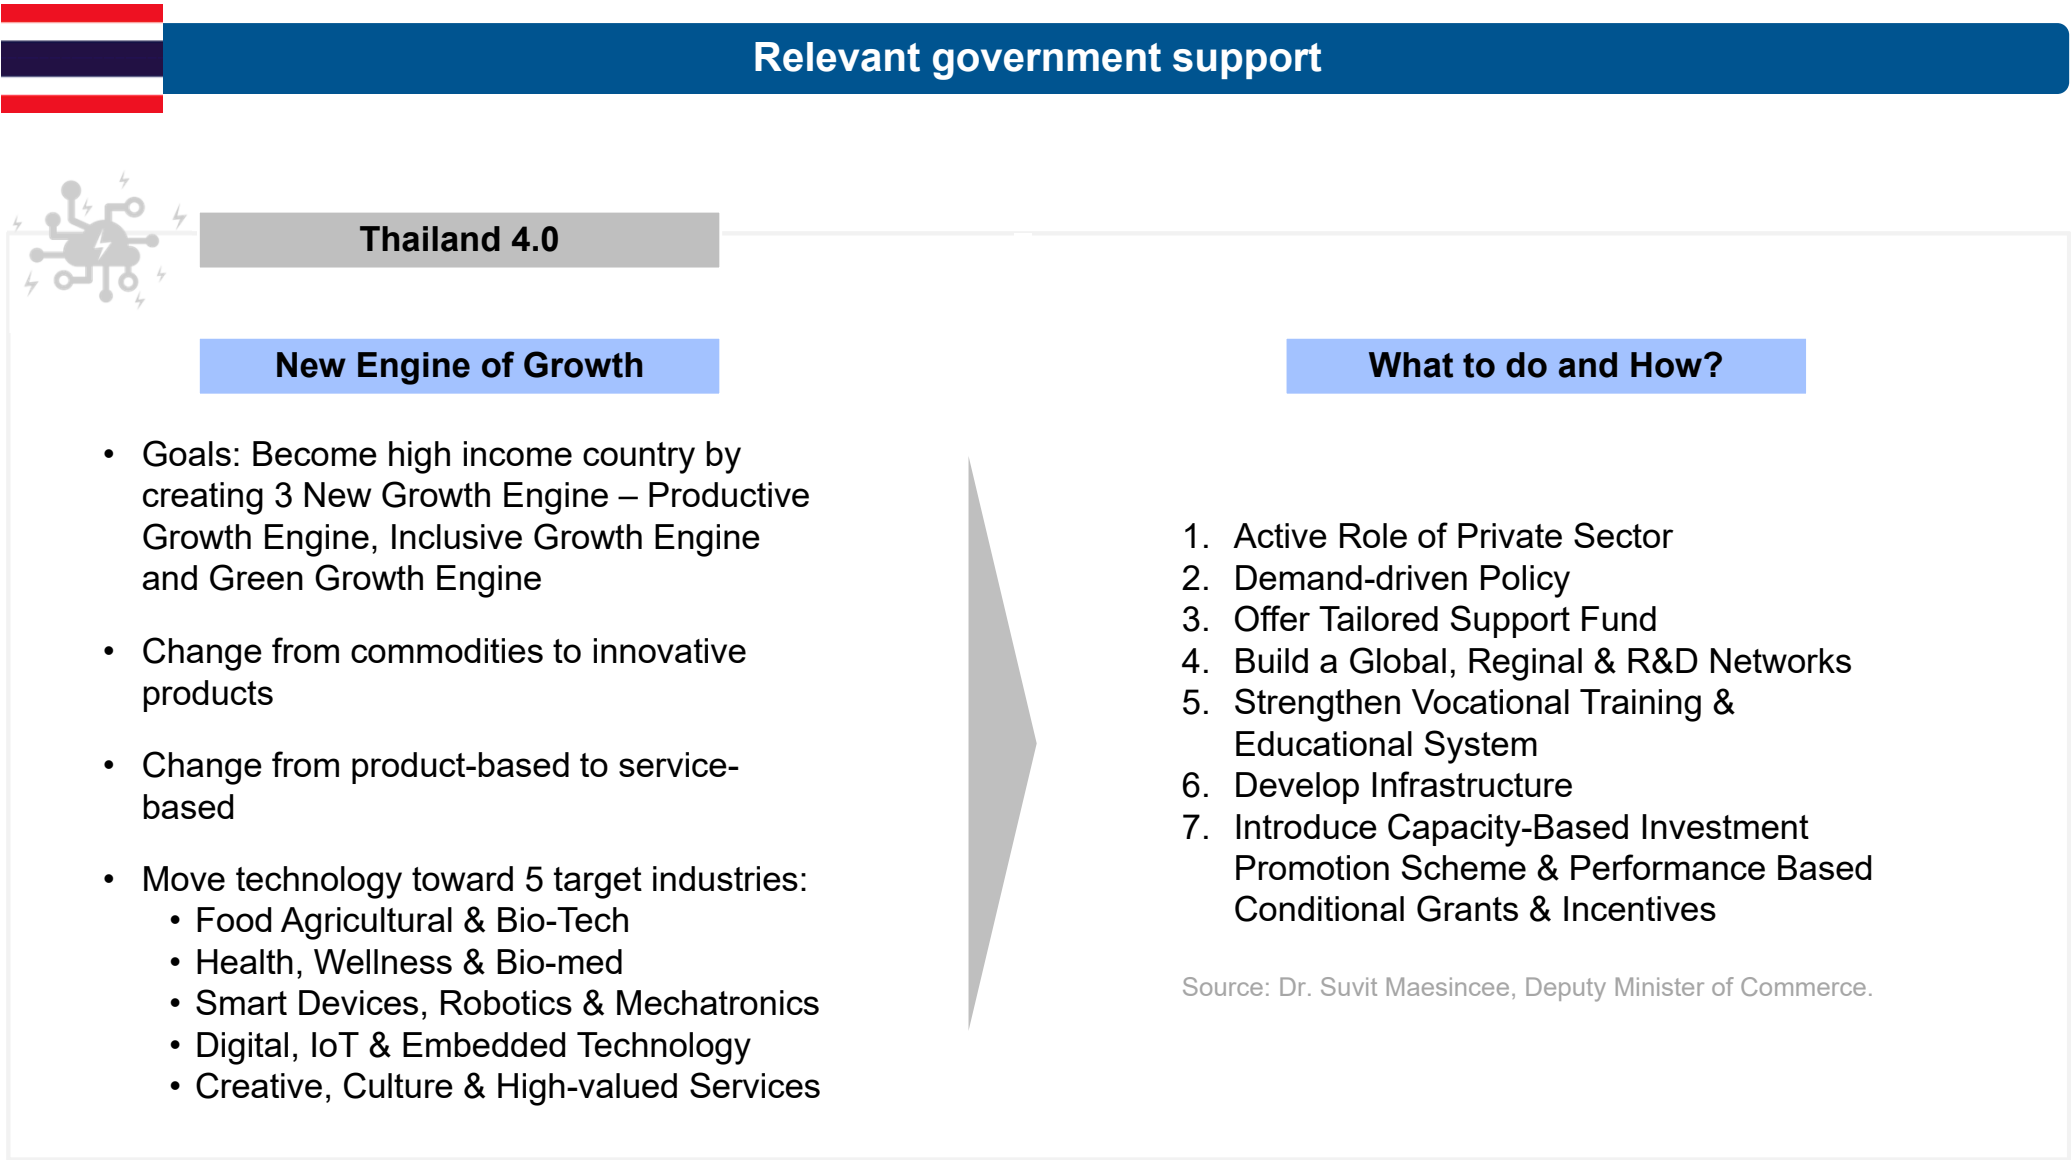 Relevant government support
Thailand 4.0
New Engine of Growth
• Goals: Become high income country by
creating 3 New Growth Engine – Productive
Growth Engine, Inclusive Growth Engine
and Green Growth Engine
• Change from commodities to innovative
products
• Change from product-based to service-
based
• Move technology toward 5 target industries:
• Food Agricultural & Bio-Tech
• Health, Wellness & Bio-med
• Smart Devices, Robotics & Mechatronics
• Digital, IoT & Embedded Technology
• Creative, Culture & High-valued Services
What to do and How?
1. Active Role of Private Sector
2. Demand-driven Policy
3. Offer Tailored Support Fund
4. Build a Global, Reginal & R&D Networks
5. Strengthen Vocational Training &
Educational System
6. Develop Infrastructure
7. Introduce Capacity-Based Investment
Promotion Scheme & Performance Based
Conditional Grants & Incentives
Source: Dr. Suvit Maesincee, Deputy Minister of Commerce.